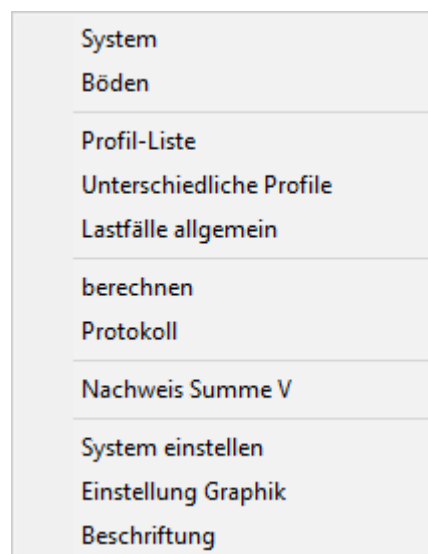 System
Böden
Profil-Liste
Unterschiedliche Profile
Lastfälle allgemein
berechnen
Protokoll
Nachweis Summe V
System einstellen
Einstellung Graphik
Beschriftung